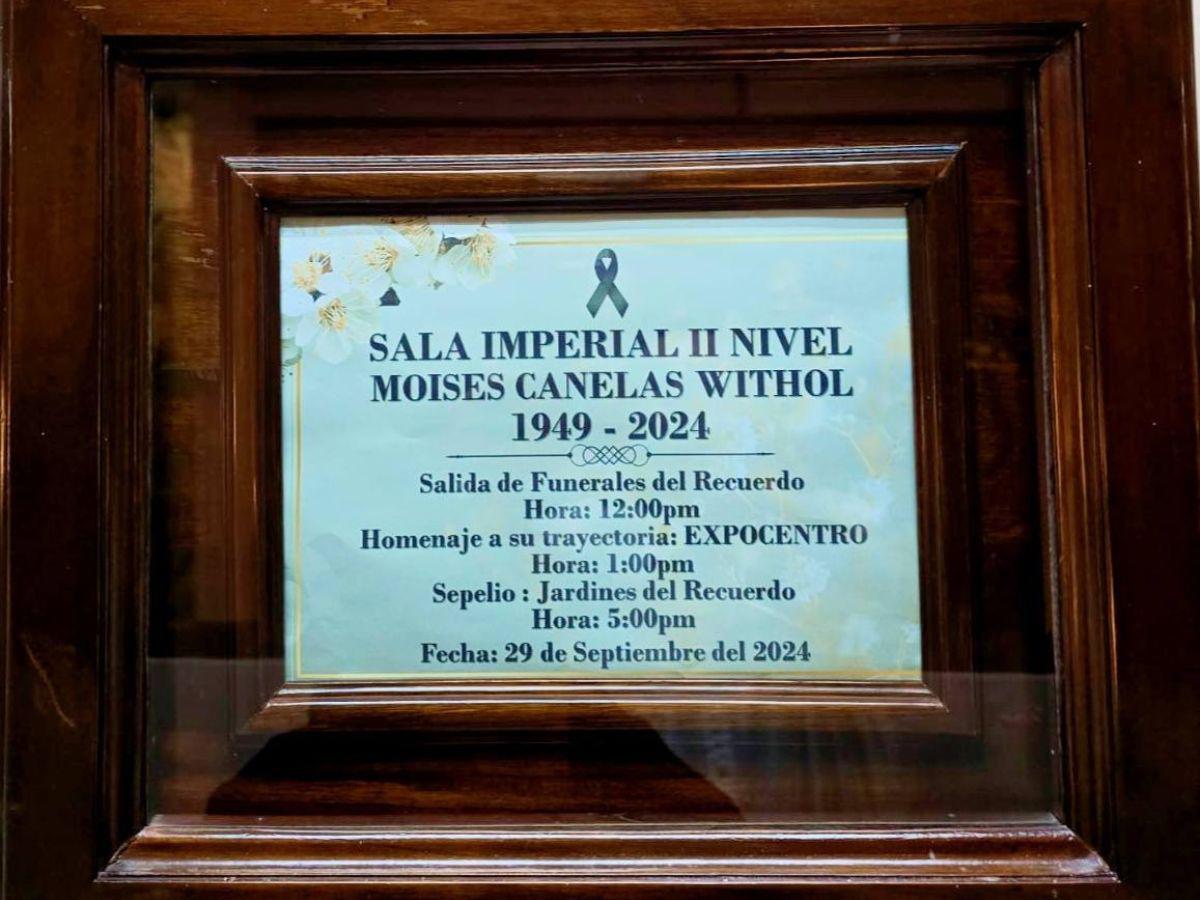 SALA IMPERIAL II NIVEL
MOISES CANELAS WITHOL
1949 - 2024
Salida de Funerales del Recuerdo
Hora: 12:00pm
Homenaje a su trayectoria: EXPOCENTRO
Hora: 1:00pm
Sepelio : Jardines del Recuerdo
Hora: 5:00pm
Fecha: 29 de Septiembre del 2024